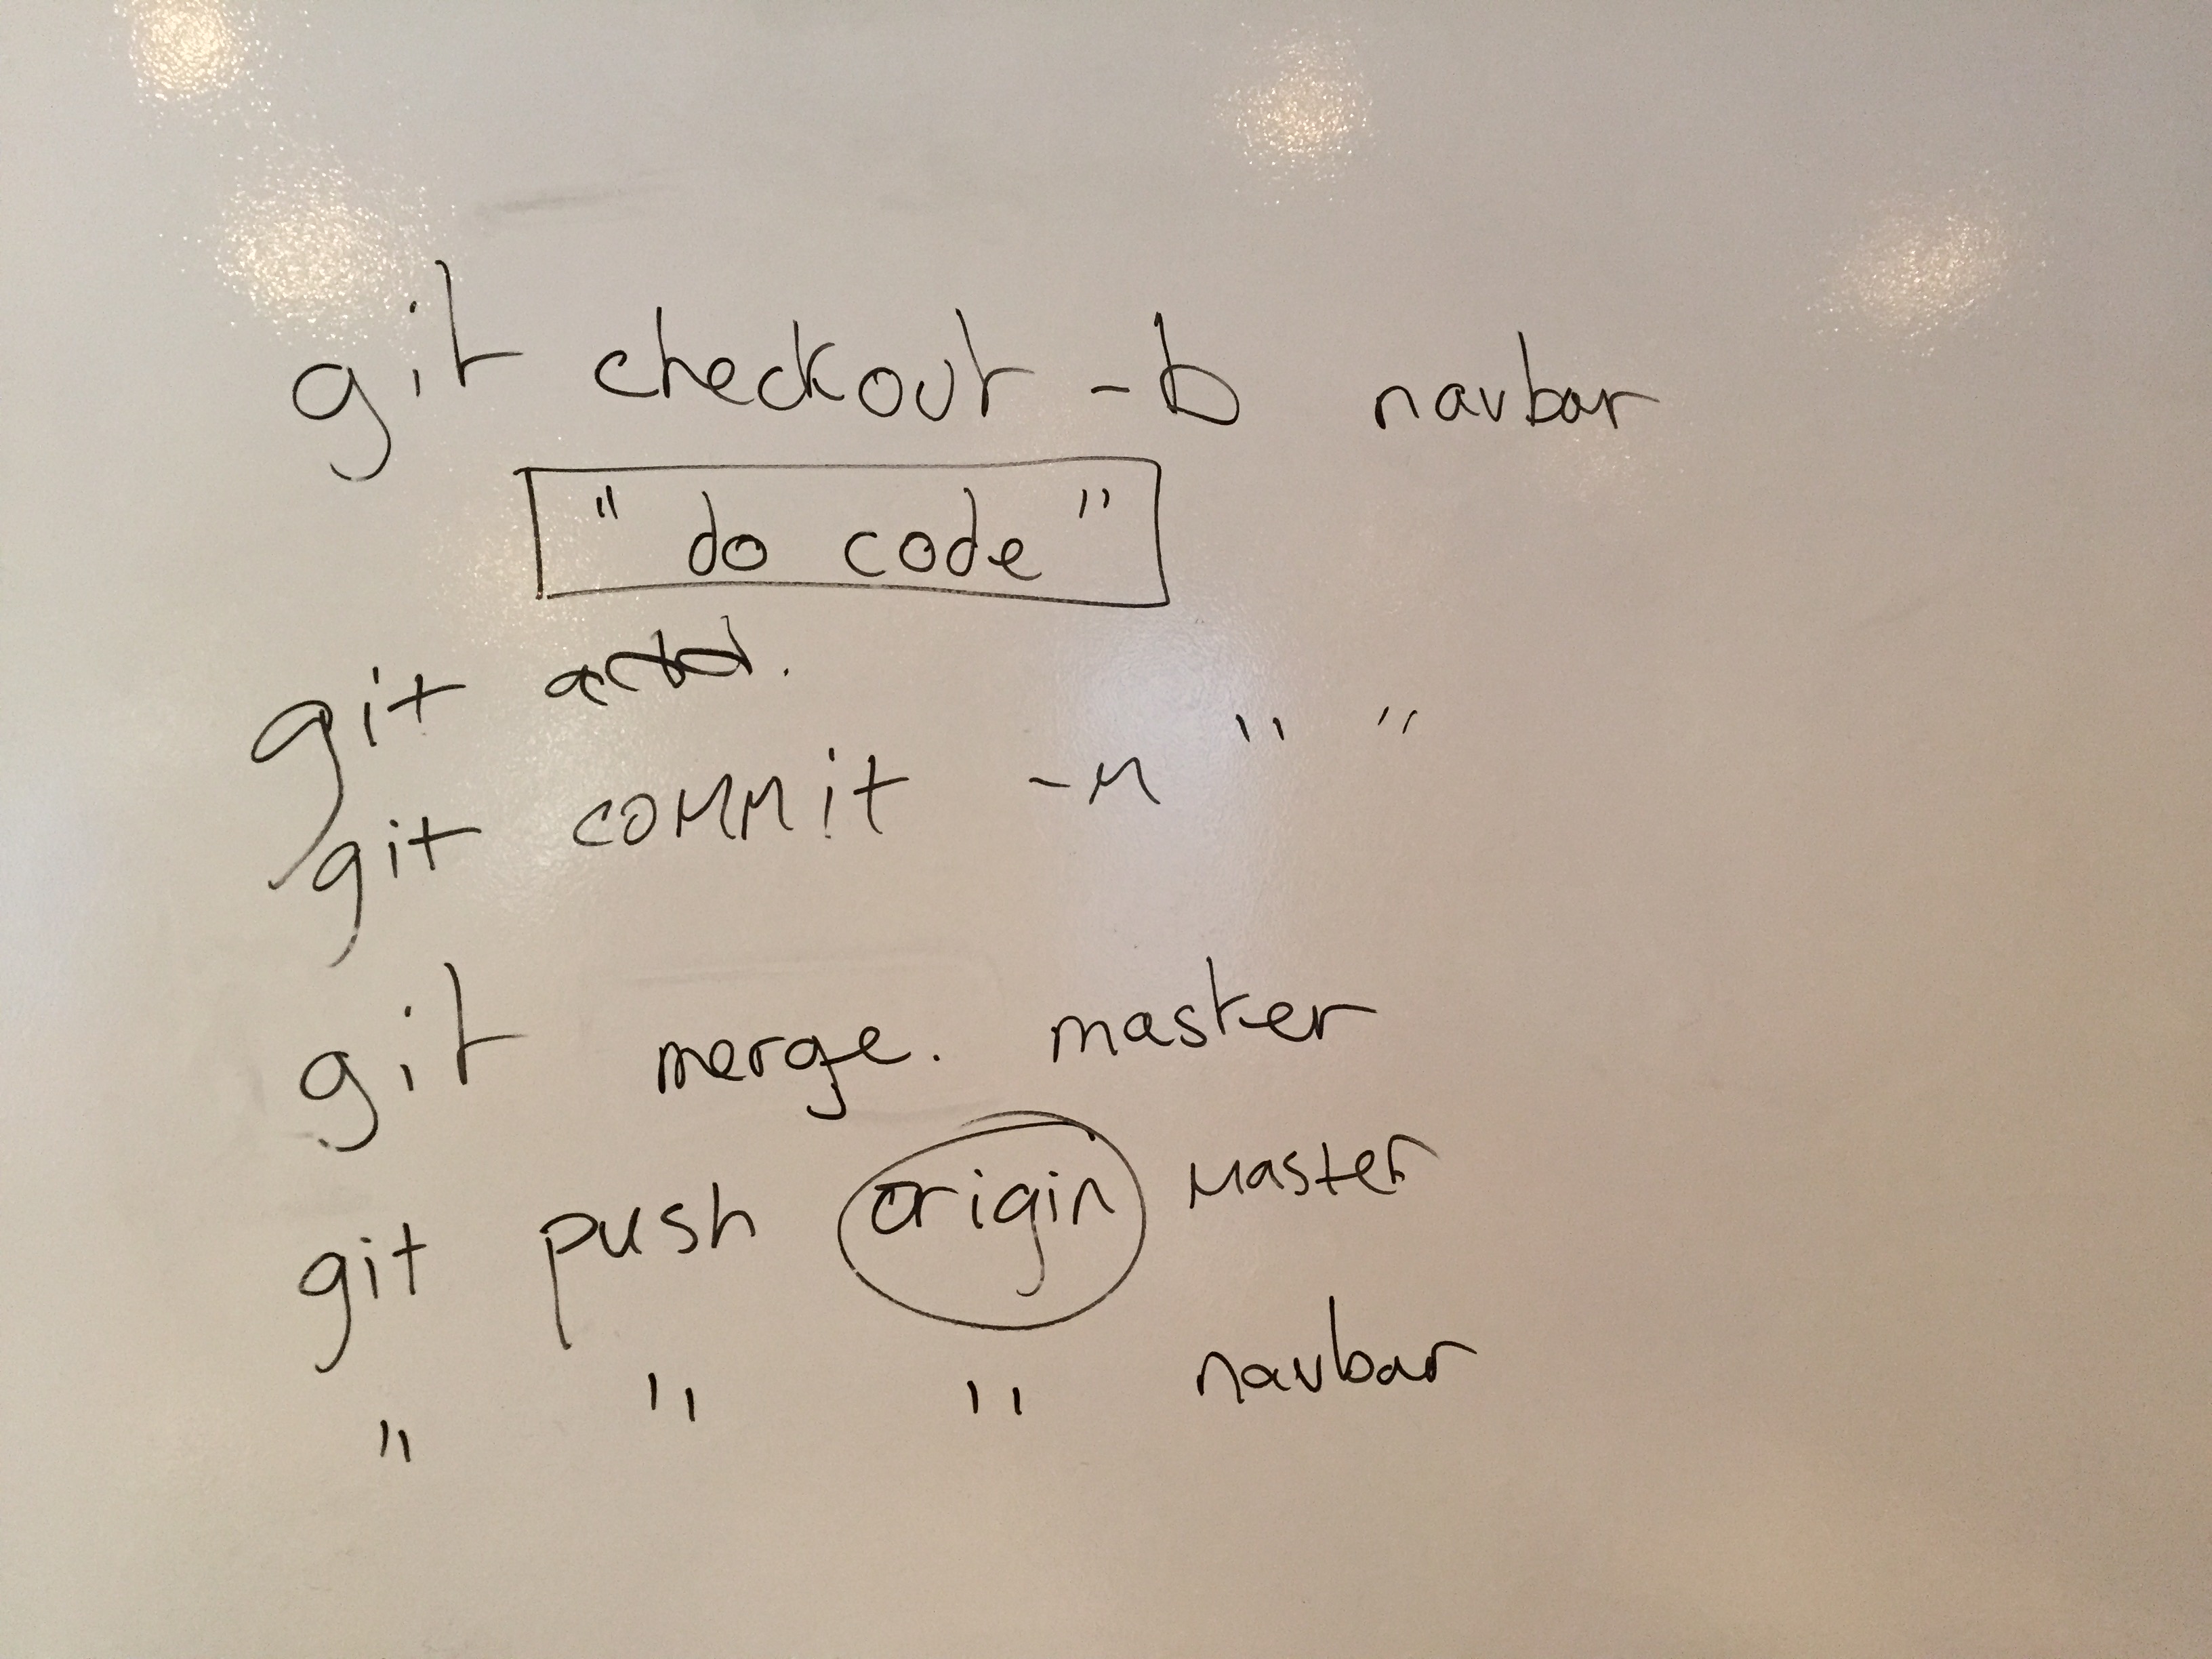 git checkout -b navbar
" do code "
git add .
git commit -m " "
git merge. master
git push origin master
" " " navbar